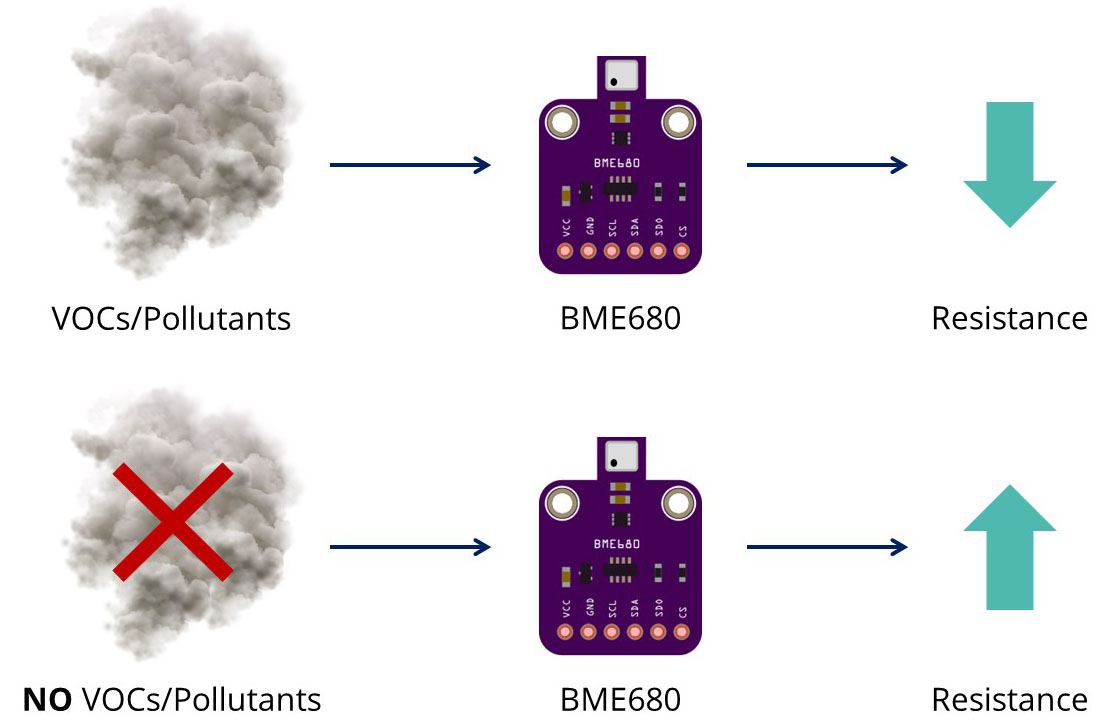 BME680
VCC GND SCL SDA SDO CS
VOCs/Pollutants
BME680
Resistance
BME680
VCC GND SCL SDA SDO CS
NO VOCs/Pollutants
BME680
Resistance